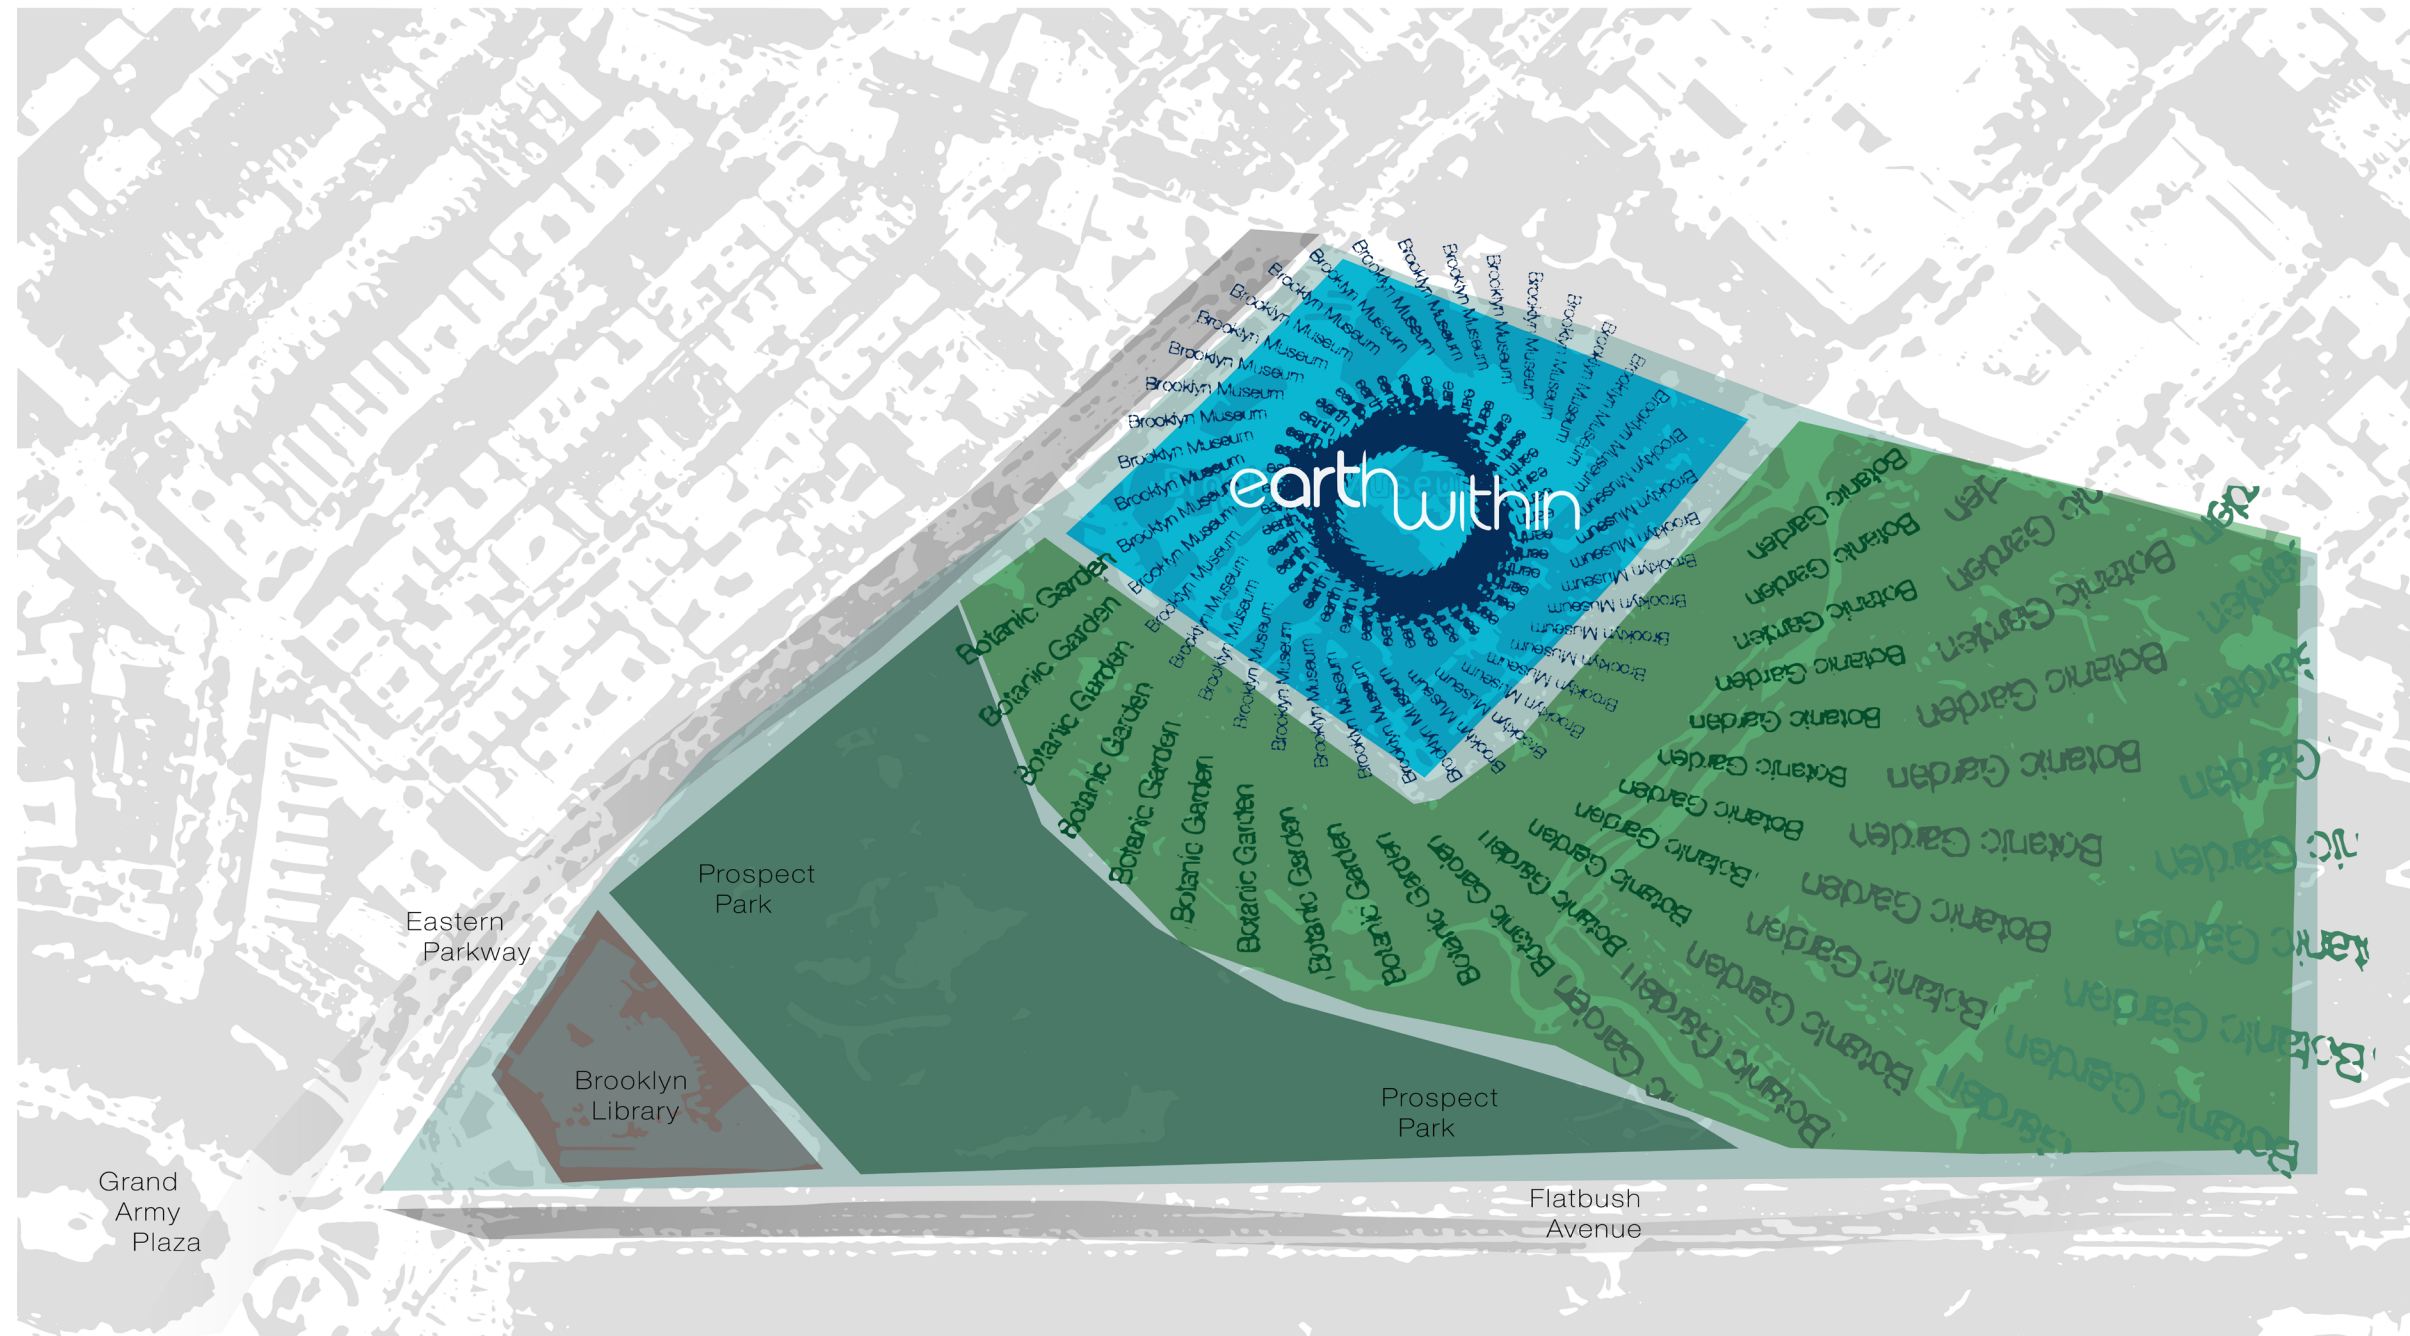 earth
within
Brooklyn Museum
Botanic Garden
Prospect
Park
Eastern
Parkway
Brooklyn
Library
Prospect
Park
Grand
Army
Plaza
Flatbush
Avenue